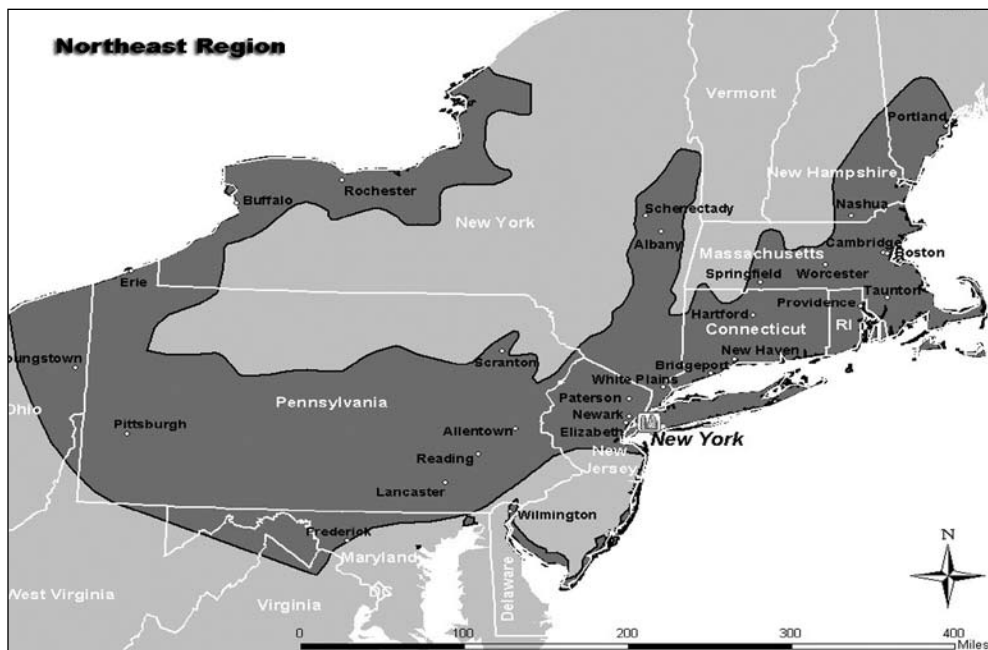 Northeast Region
Vermont
Portland
New Hampshire
Rochester
Buffalo
Schenectady
Nashua
New York
Albany
Cambridge
Massachusetts
Boston
Springfield
Worcester
Erie
Taunton
Providence
Hartford
Connecticut
RI
New Haven
oungstown
Scranton
Bridgeport
White Plains
Ohio
Pennsylvania
Paterson
Newark
Pittsburgh
Allentown
Elizabeth
New York
New
Jersey
Reading
Lancaster
Wilmington
Frederick
N
Maryland
West Virginia
DC
Virginia
Delaware
0 100 200 300 400
Miles